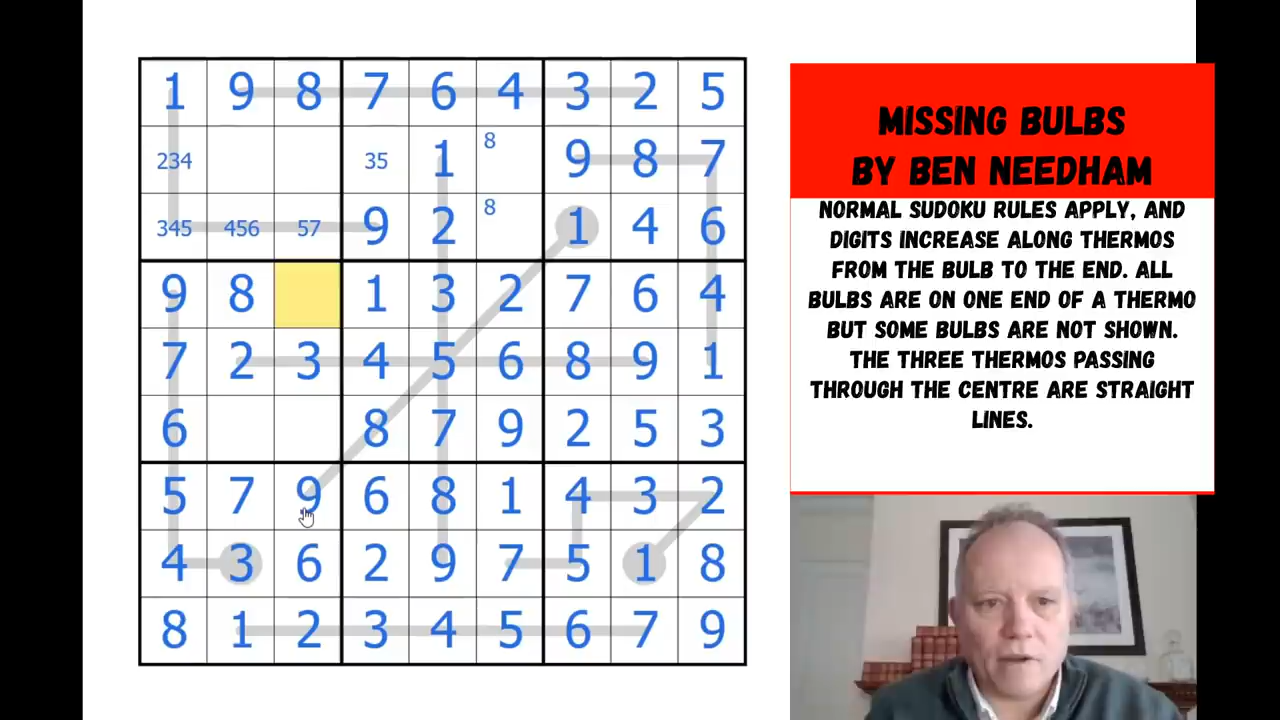 1 9 8 7 6 4 3 2 5
234 35 1 8 9 8 7
345 456 57 9 2 8 1 4 6
9 8 1 3 2 7 6 4
7 2 3 4 5 6 8 9 1
6 8 7 9 2 5 3
5 7 9 6 8 1 4 3 2
4 3 6 2 9 7 5 1 8
8 1 2 3 4 5 6 7 9
MISSING BULBS
BY BEN NEEDHAM
NORMAL SUDOKU RULES APPLY, AND
DIGITS INCREASE ALONG THERMOS
FROM THE BULB TO THE END. ALL
BULBS ARE ON ONE END OF A THERMO
BUT SOME BULBS ARE NOT SHOWN.
THE THREE THERMOS PASSING
THROUGH THE CENTRE ARE STRAIGHT
LINES.